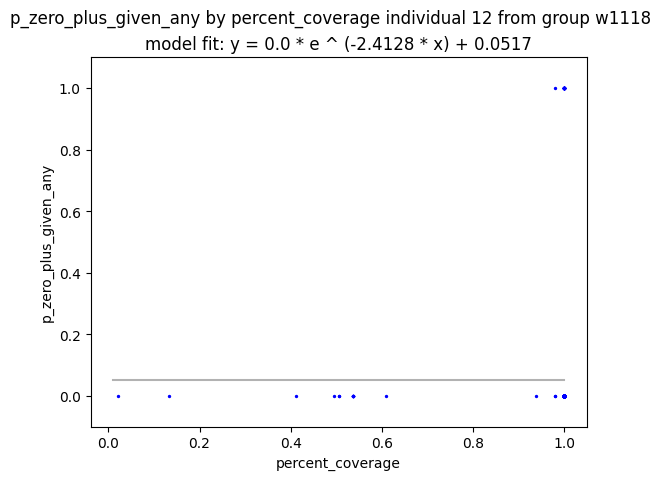 p_zero_plus_given_any by percent_coverage individual 12 from group w1118
model fit: y = 0.0 * e ^ (-2.4128 * x) + 0.0517
1.0
0.8
0.6
0.4
0.2
0.0
p_zero_plus_given_any
0.0 0.2 0.4 0.6 0.8 1.0
percent_coverage